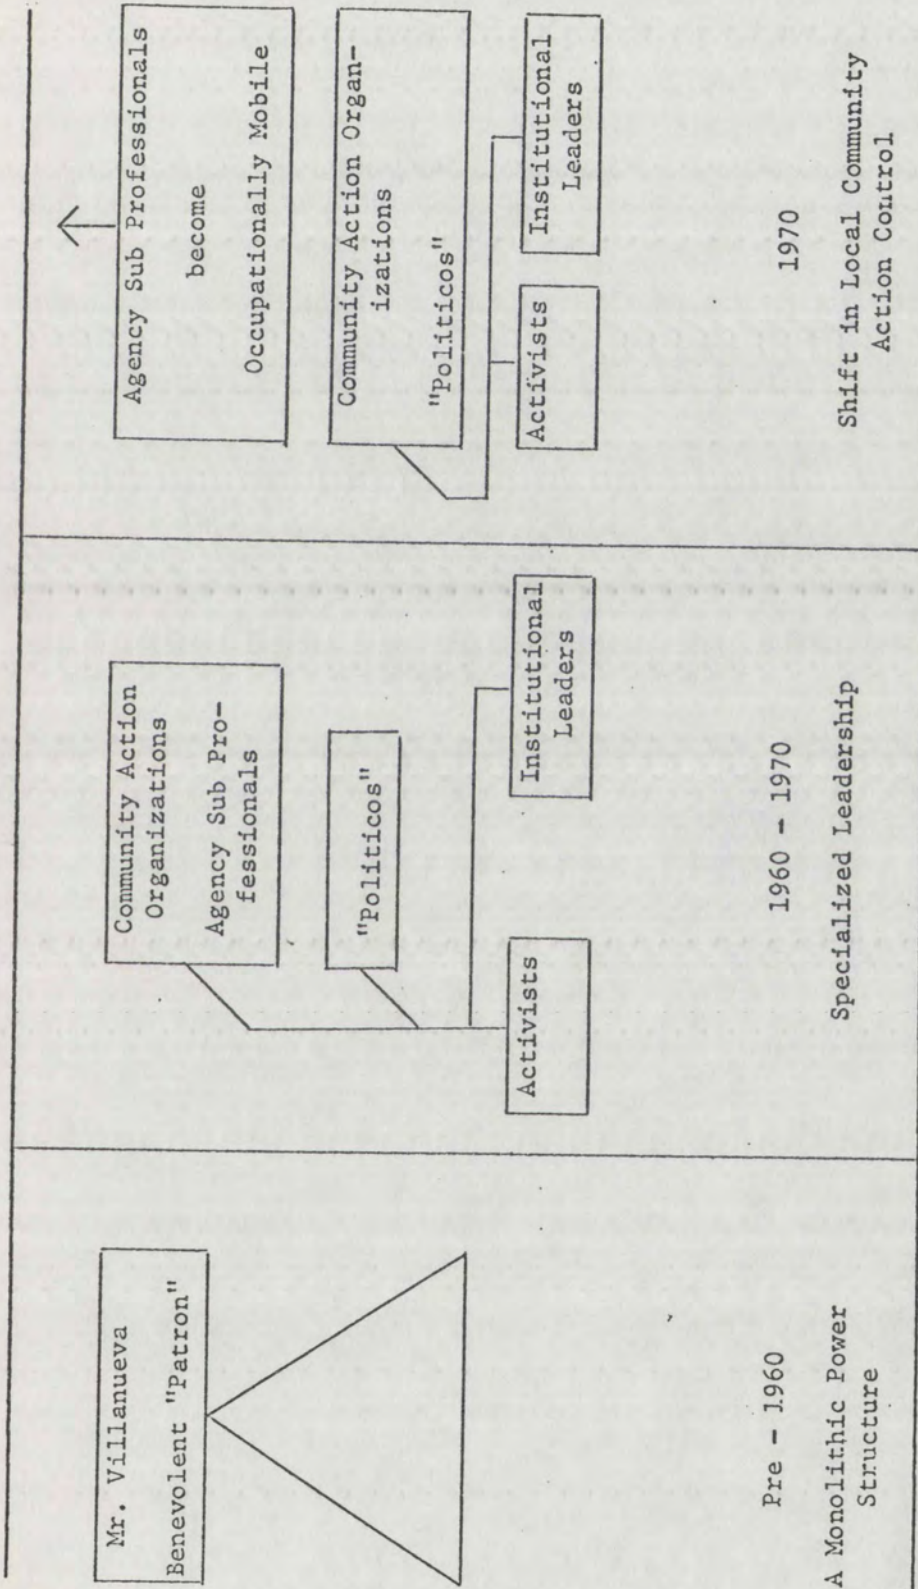 Mr. Villanueva
Benevolent "Patron"
Pre - 1960
A Monolithic Power
Structure
Community Action
Organizations
Agency Sub Pro-
fessionals
"Politicos"
Activists
Institutional
Leaders
1960 - 1970
Specialized Leadership
Agency Sub Professionals
become
Occupationally Mobile
Community Action Organ-
izations
"Politicos"
Activists
Institutional
Leaders
1970
Shift in Local Community
Action Control